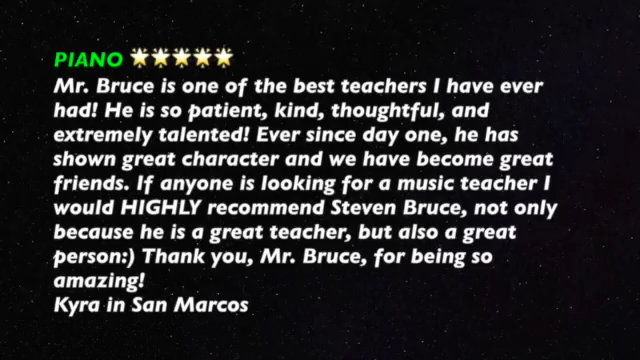 PIANO 🌟🌟🌟🌟🌟
Mr. Bruce is one of the best teachers I have ever
had! He is so patient, kind, thoughtful, and
extremely talented! Ever since day one, he has
shown great character and we have become great
friends. If anyone is looking for a music teacher I
would HIGHLY recommend Steven Bruce, not only
because he is a great teacher, but also a great
person:) Thank you, Mr. Bruce, for being so
amazing!
Kyra in San Marcos